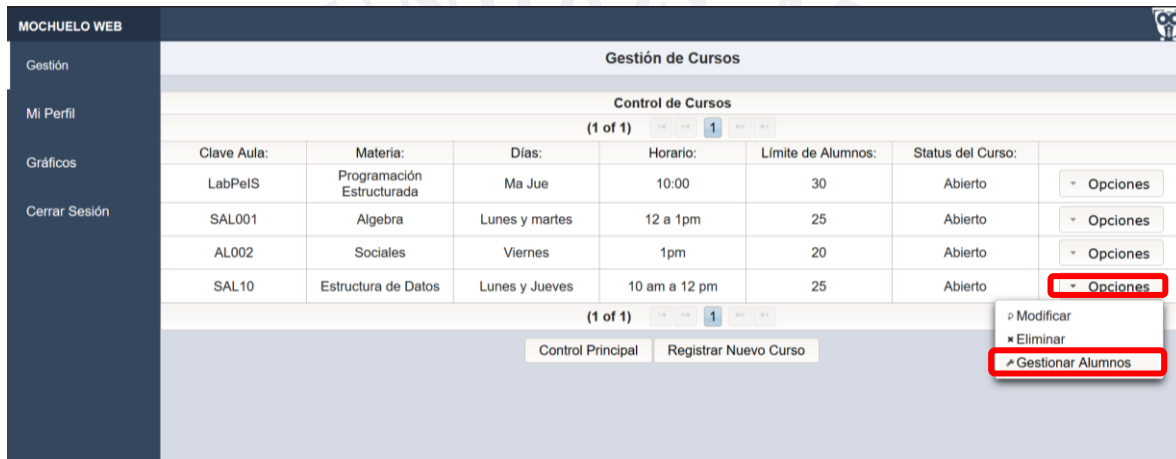 MOCHUELO WEB
Gestión
Mi Perfil
Gráficos
Cerrar Sesión
Gestión de Cursos
Control de Cursos
(1 of 1) 1
Clave Aula: Materia: Días: Horario: Límite de Alumnos: Status del Curso:
LabPeIS Programación Estructurada Ma Jue 10:00 30 Abierto Opciones
SAL001 Algebra Lunes y martes 12 a 1pm 25 Abierto Opciones
AL002 Sociales Viernes 1pm 20 Abierto Opciones
SAL10 Estructura de Datos Lunes y Jueves 10 am a 12 pm 25 Abierto Opciones
(1 of 1) 1
Modificar
Eliminar
Gestionar Alumnos
Control Principal Registrar Nuevo Curso